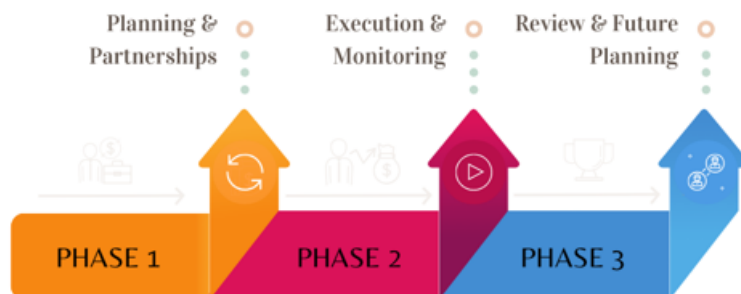 Planning &
Partnerships
Execution &
Monitoring
Review & Future
Planning
PHASE 1
PHASE 2
PHASE 3